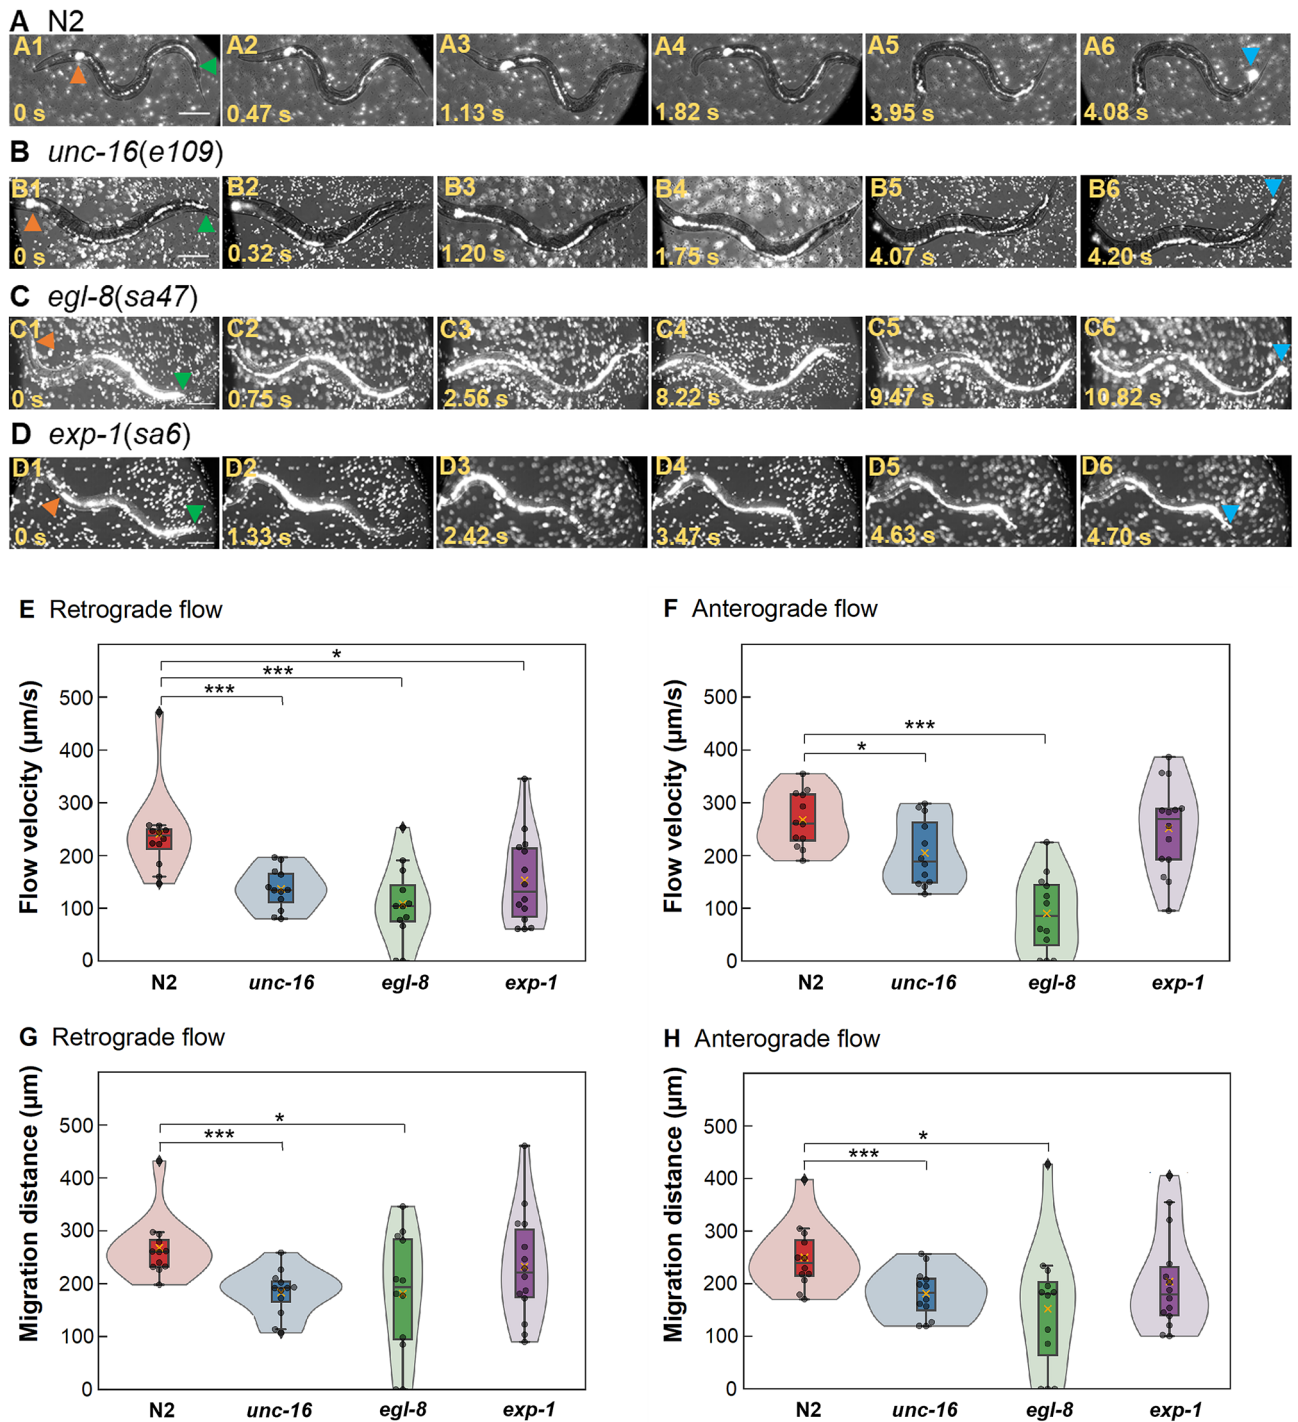 A N2
A1 A2 A3 A4 A5 A6
0 s 0.47 s 1.13 s 1.82 s 3.95 s 4.08 s
B unc-16(e109)
B1 B2 B3 B4 B5 B6
0 s 0.32 s 1.20 s 1.75 s 4.07 s 4.20 s
C egl-8(sa47)
C1 C2 C3 C4 C5 C6
0 s 0.75 s 2.56 s 8.22 s 9.47 s 10.82 s
D exp-1(sa6)
D1 D2 D3 D4 D5 D6
0 s 1.33 s 2.42 s 3.47 s 4.63 s 4.70 s
E Retrograde flow
Flow velocity (µm/s)
500
400
300
200
100
0
*
***
***
N2 unc-16 egl-8 exp-1
F Anterograde flow
Flow velocity (µm/s)
500
400
300
200
100
0
***
*
N2 unc-16 egl-8 exp-1
G Retrograde flow
Migration distance (µm)
500
400
300
200
100
0
*
***
N2 unc-16 egl-8 exp-1
H Anterograde flow
Migration distance (µm)
500
400
300
200
100
0
*
***
N2 unc-16 egl-8 exp-1